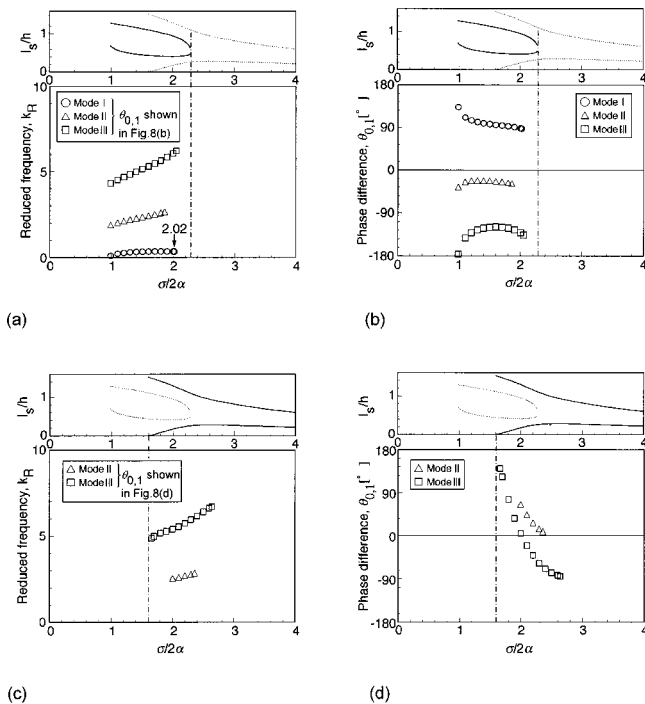 l_s/h
1
0
10
5
0
Reduced frequency, k_R
Mode I
Mode II
Mode III
θ_0,1 shown
in Fig.8(b)
2.02
0 1 2 3 4
σ/2α
(a)
l_s/h
1
0
180
90
0
-90
-180
Phase difference, θ_0,1[° ]
Mode I
Mode II
Mode III
0 1 2 3 4
σ/2α
(b)
l_s/h
1
0
10
5
0
Reduced frequency, k_R
Mode II
Mode III
θ_0,1 shown
in Fig.8(d)
0 1 2 3 4
σ/2α
(c)
l_s/h
1
0
180
90
0
-90
-180
Phase difference, θ_0,1[° ]
Mode II
Mode III
0 1 2 3 4
σ/2α
(d)